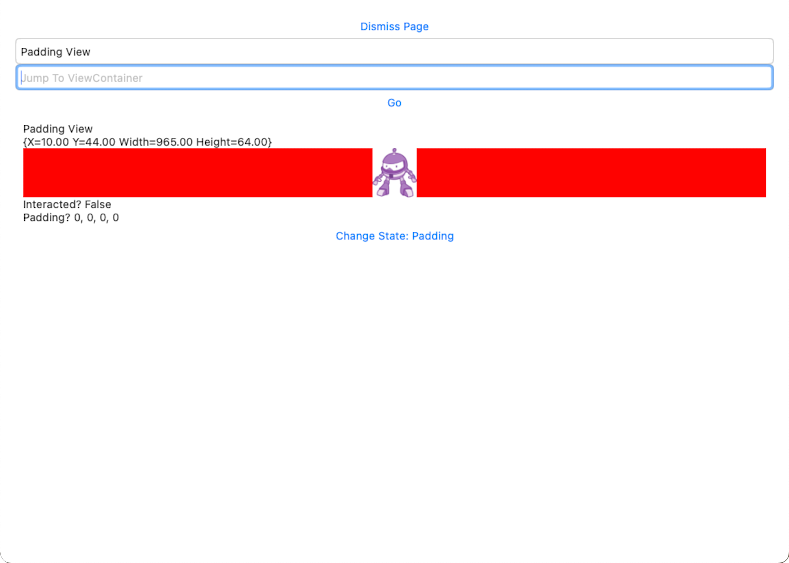 Dismiss Page
Padding View
Jump To ViewContainer
Go
Padding View
{X=10.00 Y=44.00 Width=965.00 Height=64.00}
Interacted? False
Padding? 0, 0, 0, 0
Change State: Padding